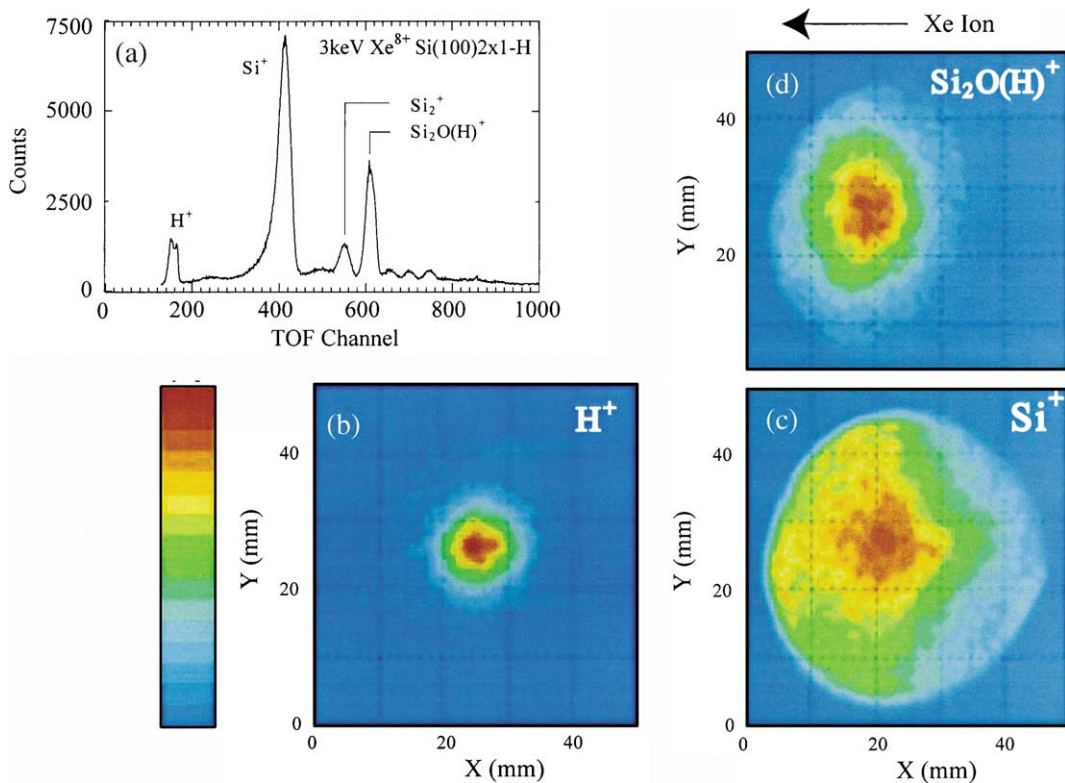 (a)
3keV Xe⁸⁺ Si(100)2x1-H
7500
5000
2500
0
Counts
H⁺
Si⁺
Si₂⁺
Si₂O(H)⁺
200
400
600
800
1000
TOF Channel
Xe Ion
(d)
Si₂O(H)⁺
40
20
Y (mm)
(b)
H⁺
40
20
0
Y (mm)
0
20
40
X (mm)
(c)
Si⁺
40
20
0
Y (mm)
0
20
40
X (mm)